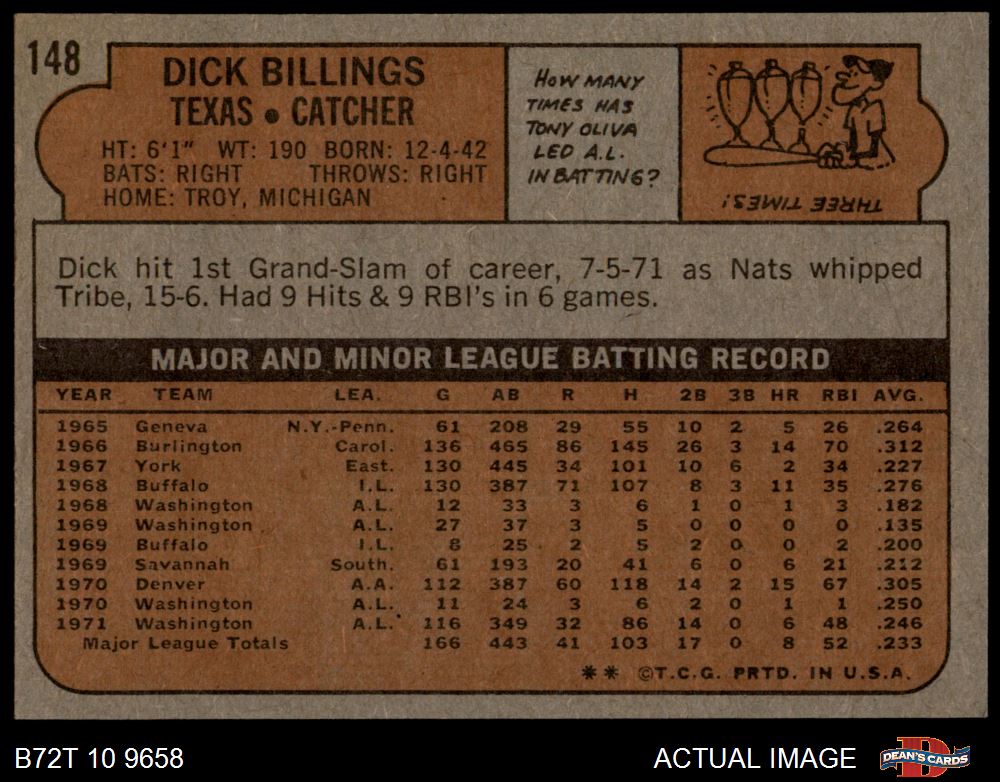 148
DICK BILLINGS
TEXAS • CATCHER
HT: 6'1" WT: 190 BORN: 12-4-42
BATS: RIGHT THROWS: RIGHT
HOME: TROY, MICHIGAN
HOW MANY
TIMES HAS
TONY OLIVA
LED A.L.
IN BATTING?
THREE TIMES!
Dick hit 1st Grand-Slam of career, 7-5-71 as Nats whipped
Tribe, 15-6. Had 9 Hits & 9 RBI's in 6 games.
MAJOR AND MINOR LEAGUE BATTING RECORD
YEAR TEAM LEA. G AB R H 2B 3B HR RBI AVG.
1965 Geneva N.Y.-Penn. 61 208 29 55 10 2 5 26 .264
1966 Burlington Carol. 136 465 86 145 26 3 14 70 .312
1967 York East. 130 445 34 101 10 6 2 34 .227
1968 Buffalo I.L. 130 387 71 107 8 3 11 35 .276
1968 Washington A.L. 12 33 3 6 1 0 1 3 .182
1969 Washington A.L. 27 37 3 5 0 0 0 0 .135
1969 Buffalo I.L. 8 25 2 5 2 0 0 2 .200
1969 Savannah South. 61 193 20 41 6 0 6 21 .212
1970 Denver A.A. 112 387 60 118 14 2 15 67 .305
1970 Washington A.L. 11 24 3 6 2 0 1 1 .250
1971 Washington A.L. 116 349 32 86 14 0 6 48 .246
Major League Totals 166 443 41 103 17 0 8 52 .233
** ©T.C.G. PRTD. IN U.S.A.
B72T 10 9658 ACTUAL IMAGE DEAN'S CARDS